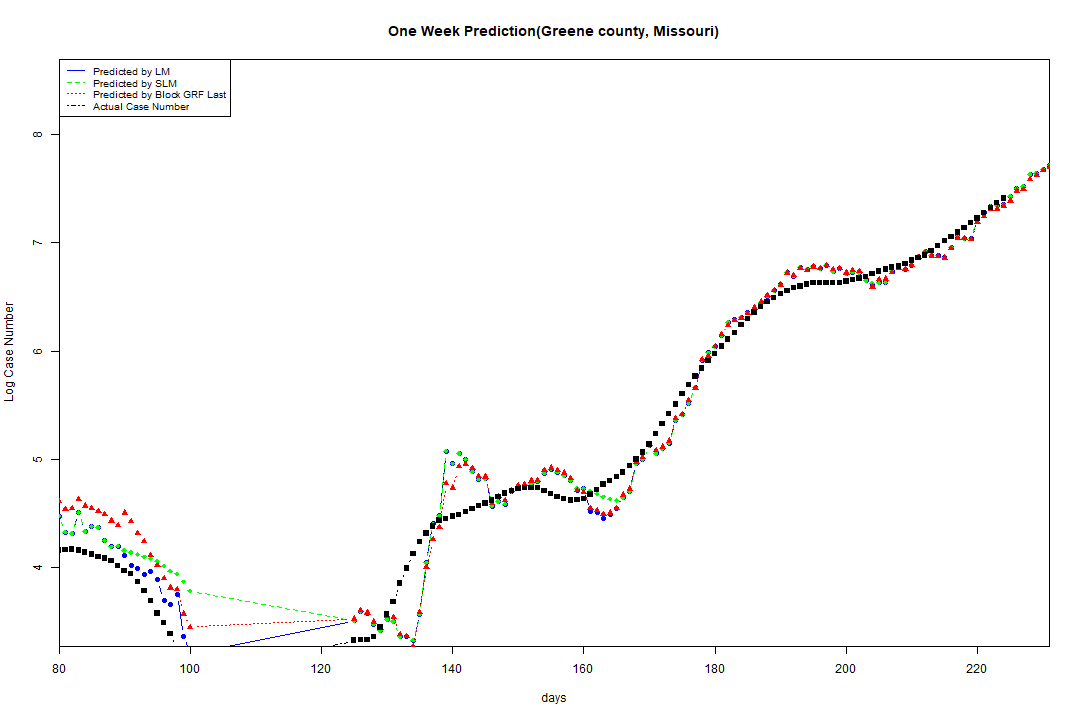 One Week Prediction(Greene county, Missouri)
Predicted by LM
Predicted by SLM
Predicted by Block GRF Last
Actual Case Number
8
7
6
5
4
Log Case Number
80 100 120 140 160 180 200 220
days